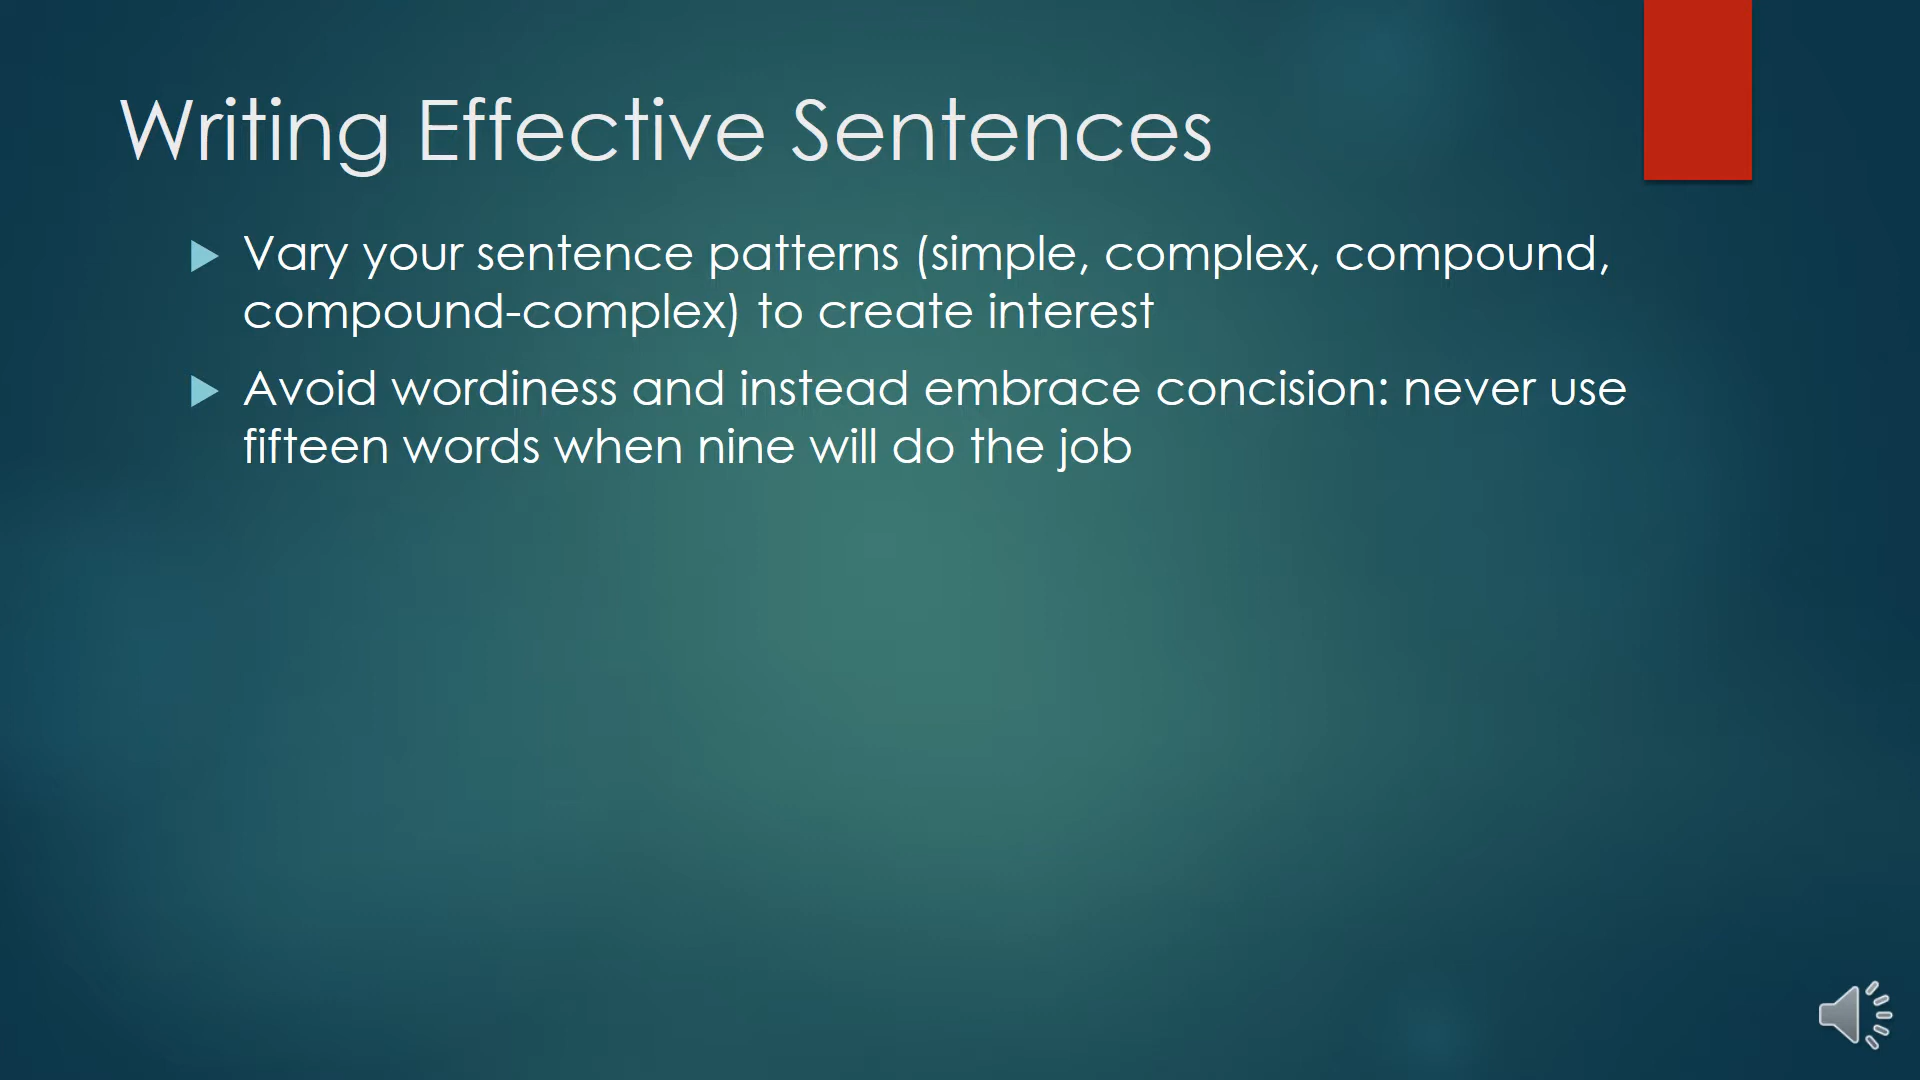 Writing Effective Sentences
Vary your sentence patterns (simple, complex, compound,
compound-complex) to create interest
Avoid wordiness and instead embrace concision: never use
fifteen words when nine will do the job